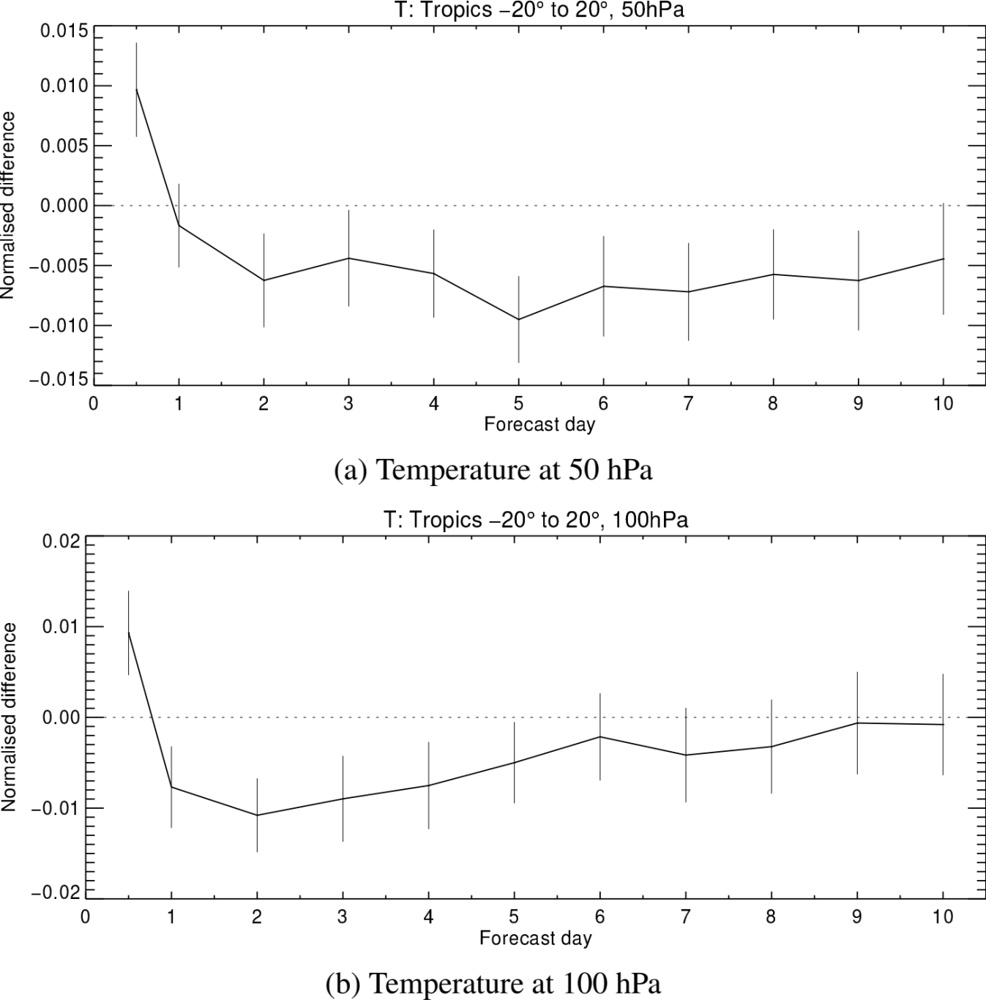 T: Tropics −20° to 20°, 50hPa
0.015
0.010
0.005
0.000
−0.005
−0.010
−0.015
Normalised difference
0 1 2 3 4 5 6 7 8 9 10
Forecast day
(a) Temperature at 50 hPa
T: Tropics −20° to 20°, 100hPa
0.02
0.01
0.00
−0.01
−0.02
Normalised difference
0 1 2 3 4 5 6 7 8 9 10
Forecast day
(b) Temperature at 100 hPa